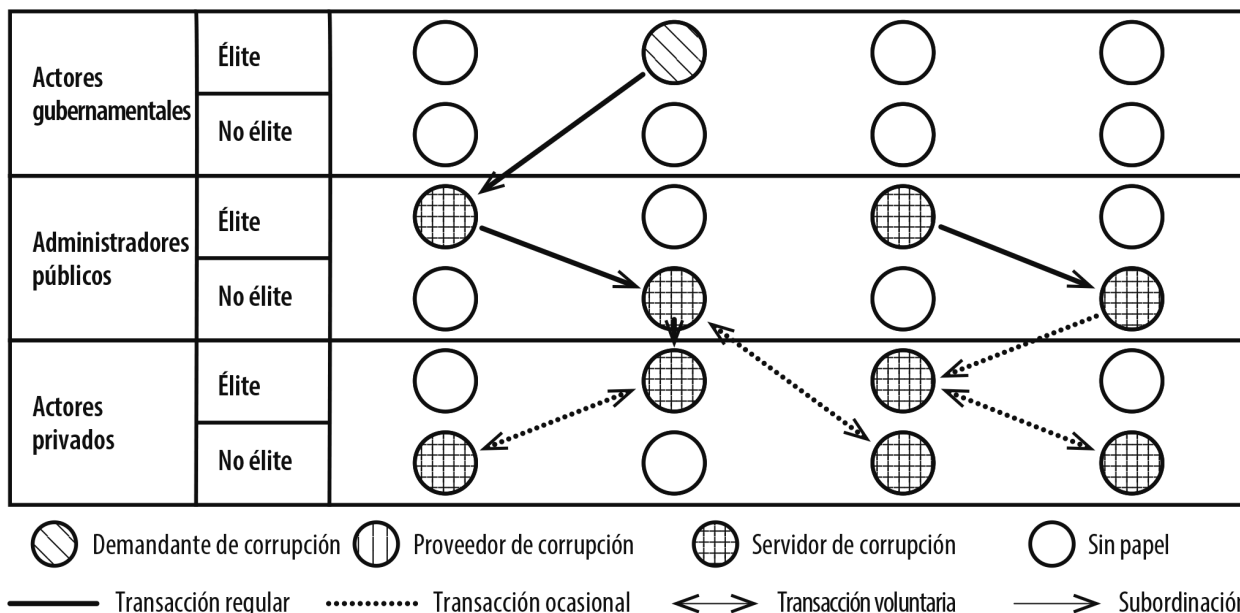 Actores
gubernamentales
Élite
No élite
Administradores
públicos
Élite
No élite
Actores
privados
Élite
No élite
Demandante de corrupción
Proveedor de corrupción
Servidor de corrupción
Sin papel
Transacción regular
Transacción ocasional
Transacción voluntaria
Subordinación